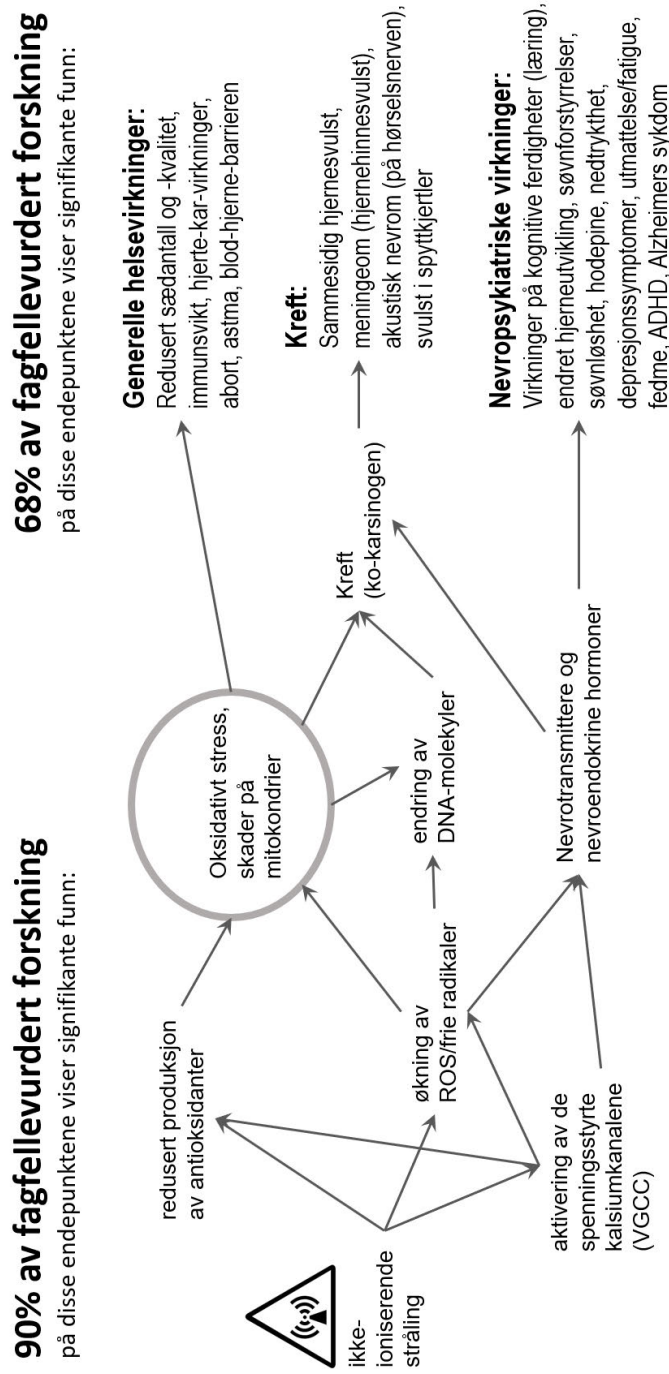 90% av fagfellevurdert forskning
på disse endepunktene viser signifikante funn:
68% av fagfellevurdert forskning
på disse endepunktene viser signifikante funn:
ikke-
ioniserende
stråling
redusert produksjon
av antioksidanter
økning av
ROS/frie radikaler
aktivering av de
spenningsstyrte
kalsiumkanalene
(VGCC)
Oksidativt stress,
skader på
mitokondrier
endring av
DNA-molekyler
Nevrotransmittere og
nevroendokrine hormoner
Kreft
(ko-karsinogen)
Generelle helsevirkninger:
Redusert sædantall og -kvalitet,
immunsvikt, hjerte-kar-virkninger,
abort, astma, blod-hjerne-barrieren
Kreft:
Sammesidig hjernesvulst,
meningeom (hjernehinnesvulst),
akustisk nevrom (på hørselsnerven),
svulst i spyttkjertler
Nevropsykiatriske virkninger:
Virkninger på kognitive ferdigheter (læring),
endret hjerneutvikling, søvnforstyrrelser,
søvnløshet, hodepine, nedtrykthet,
depresjonssymptomer, utmattelse/fatigue,
fedme, ADHD, Alzheimers sykdom